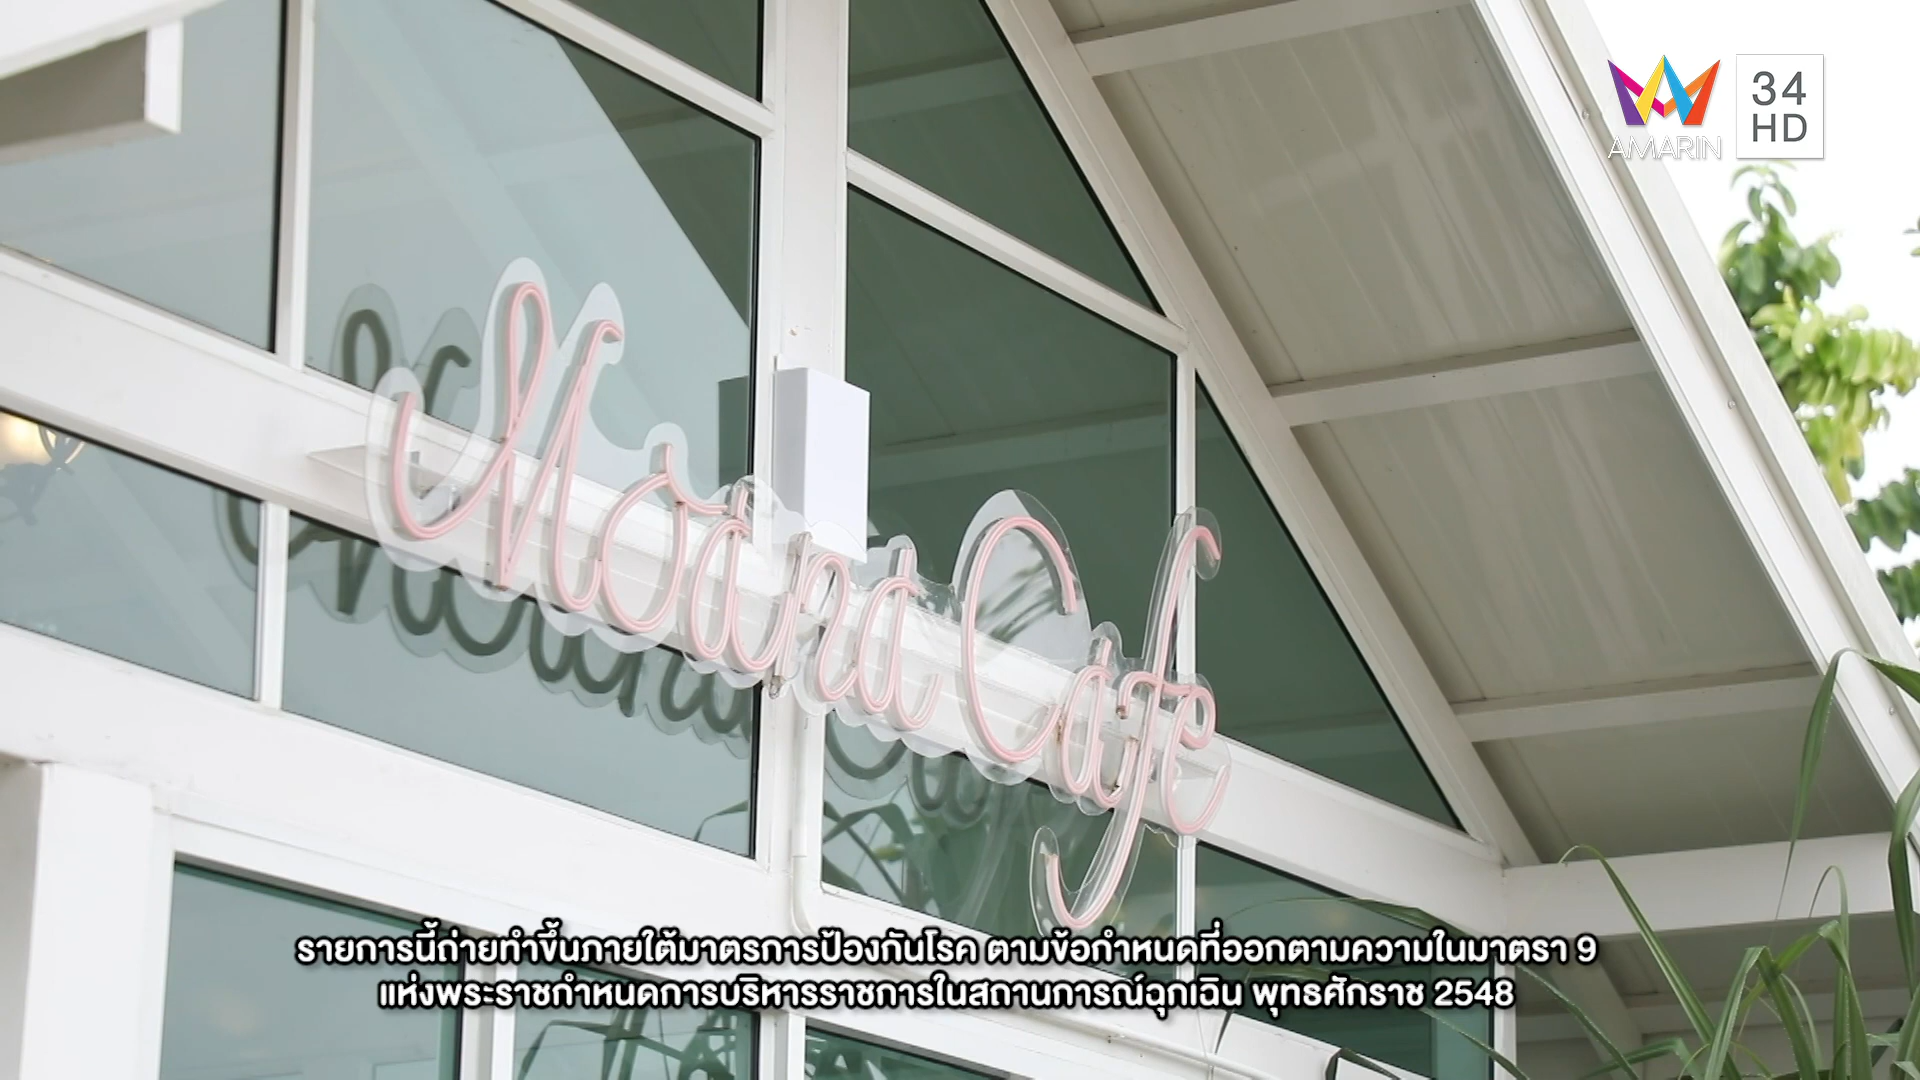 AMARIN
34
HD
Moana Cafe
รายการนี้ถ่ายทำขึ้นภายใต้มาตรการป้องกันโรค ตามข้อกำหนดที่ออกตามความในมาตรา 9
แห่งพระราชกำหนดการบริหารราชการในสถานการณ์ฉุกเฉิน พุทธศักราช 2548